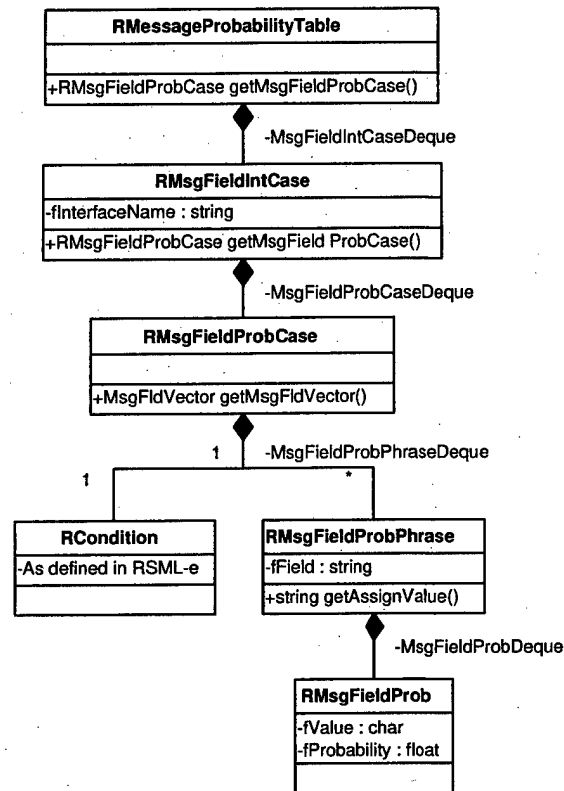 RMessageProbabilityTable
+RMsgFieldProbCase getMsgFieldProbCase()
-MsgFieldIntCaseDeque
RMsgFieldIntCase
-fInterfaceName : string
+RMsgFieldProbCase getMsgField ProbCase()
-MsgFieldProbCaseDeque
RMsgFieldProbCase
+MsgFldVector getMsgFldVector()
1
-MsgFieldProbPhraseDeque
1
*
RCondition
-As defined in RSML-e
RMsgFieldProbPhrase
-fField : string
+string getAssignValue()
-MsgFieldProbDeque
RMsgFieldProb
-fValue : char
-fProbability : float